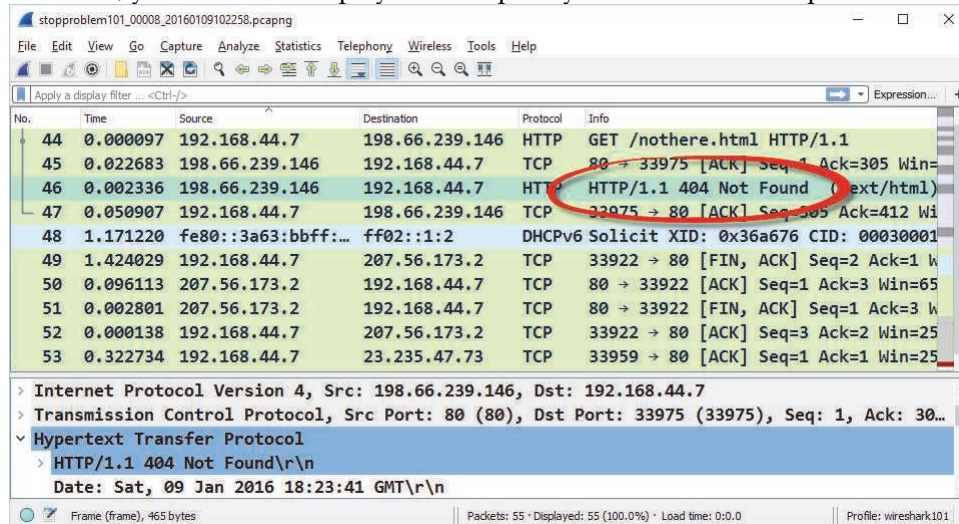 stopproblem101_00008_20160109102258.pcapng
File Edit View Go Capture Analyze Statistics Telephony Wireless Tools Help
Apply a display filter ... <Ctrl-/> Expression... +
No. Time Source Destination Protocol Info
44 0.000097 192.168.44.7 198.66.239.146 HTTP GET /nothere.html HTTP/1.1
45 0.022683 198.66.239.146 192.168.44.7 TCP 80 → 33975 [ACK] Seq=1 Ack=305 Win=
46 0.002336 198.66.239.146 192.168.44.7 HTTP HTTP/1.1 404 Not Found (text/html)
47 0.050907 192.168.44.7 198.66.239.146 TCP 33975 → 80 [ACK] Seq=305 Ack=412 Wi
48 1.171220 fe80::3a63:bbff:… ff02::1:2 DHCPv6 Solicit XID: 0x36a676 CID: 00030001
49 1.424029 192.168.44.7 207.56.173.2 TCP 33922 → 80 [FIN, ACK] Seq=2 Ack=1 W
50 0.096113 207.56.173.2 192.168.44.7 TCP 80 → 33922 [ACK] Seq=1 Ack=3 Win=65
51 0.002801 207.56.173.2 192.168.44.7 TCP 80 → 33922 [FIN, ACK] Seq=1 Ack=3 W
52 0.000138 192.168.44.7 207.56.173.2 TCP 33922 → 80 [ACK] Seq=3 Ack=2 Win=25
53 0.322734 192.168.44.7 23.235.47.73 TCP 33959 → 80 [ACK] Seq=1 Ack=1 Win=25
Internet Protocol Version 4, Src: 198.66.239.146, Dst: 192.168.44.7
Transmission Control Protocol, Src Port: 80 (80), Dst Port: 33975 (33975), Seq: 1, Ack: 30…
Hypertext Transfer Protocol
HTTP/1.1 404 Not Found\r\n
Date: Sat, 09 Jan 2016 18:23:41 GMT\r\n
Frame (frame), 465 bytes Packets: 55 · Displayed: 55 (100.0%) · Load time: 0:0.0 Profile: wireshark101